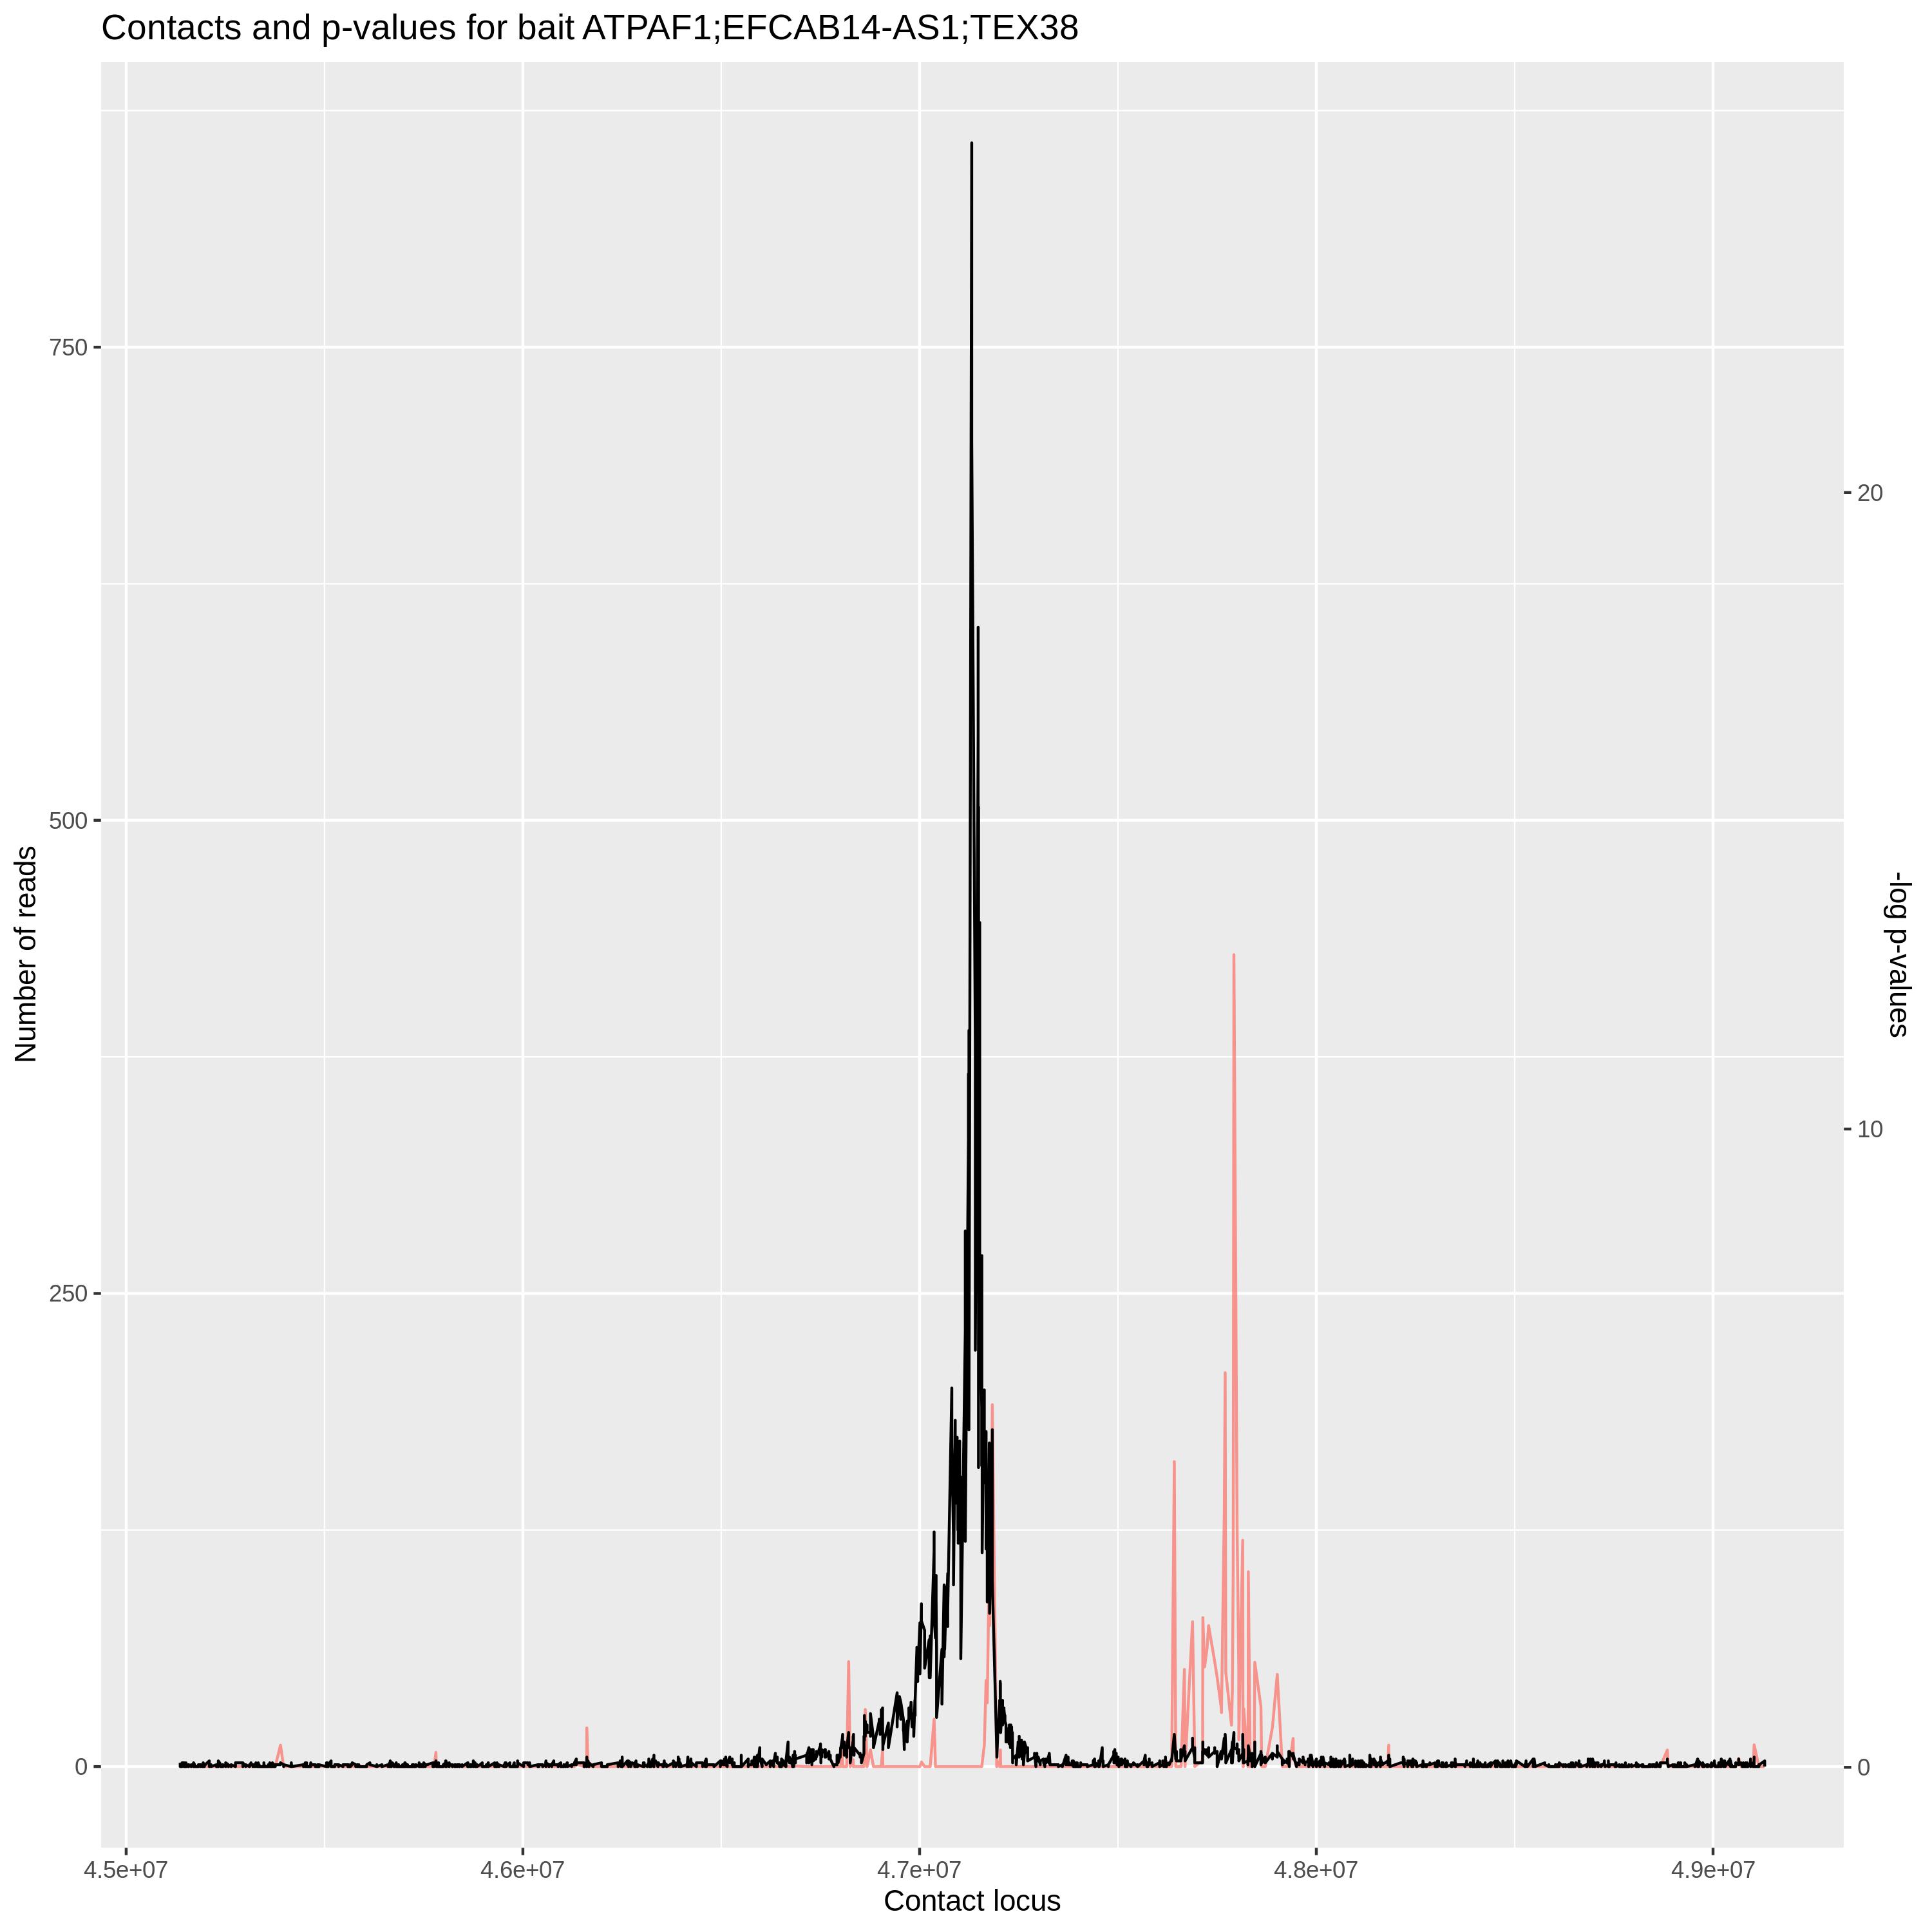 Contacts and p-values for bait ATPAF1;EFCAB14-AS1;TEX38
Number of reads
750
500
250
0
20
10
0
-log p-values
4.5e+07
4.6e+07
4.7e+07
4.8e+07
4.9e+07
Contact locus